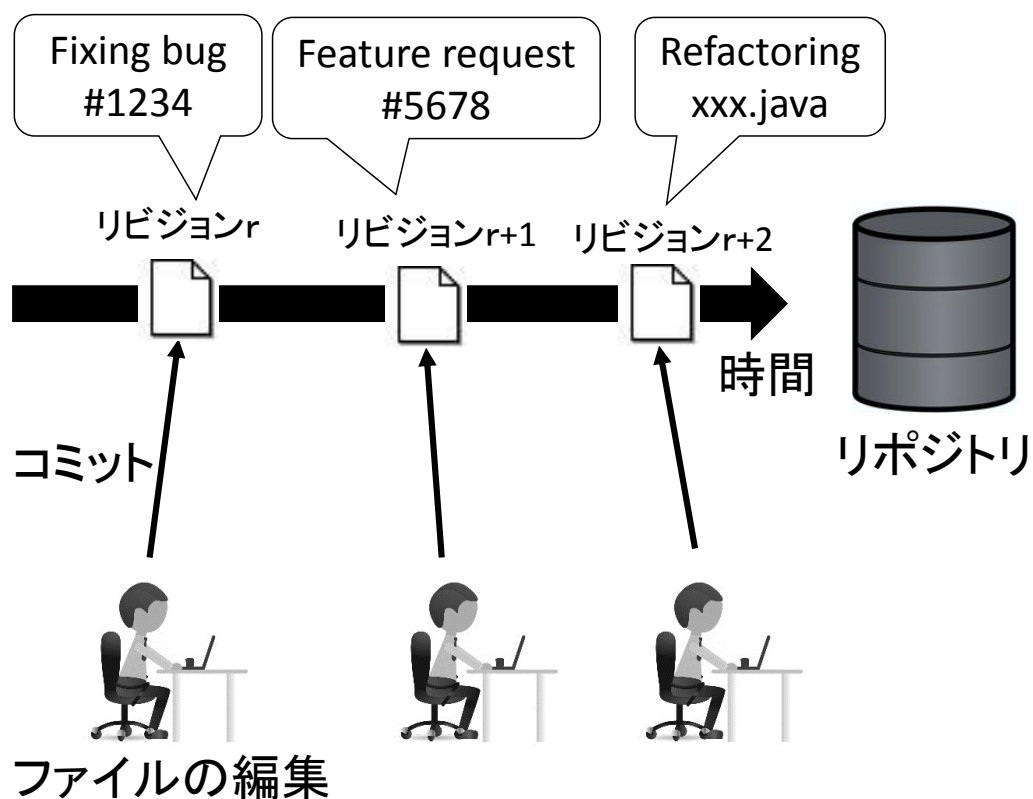 Fixing bug
#1234
Feature request
#5678
Refactoring
xxx.java
リビジョンr
リビジョンr+1
リビジョンr+2
時間
リポジトリ
コミット
ファイルの編集